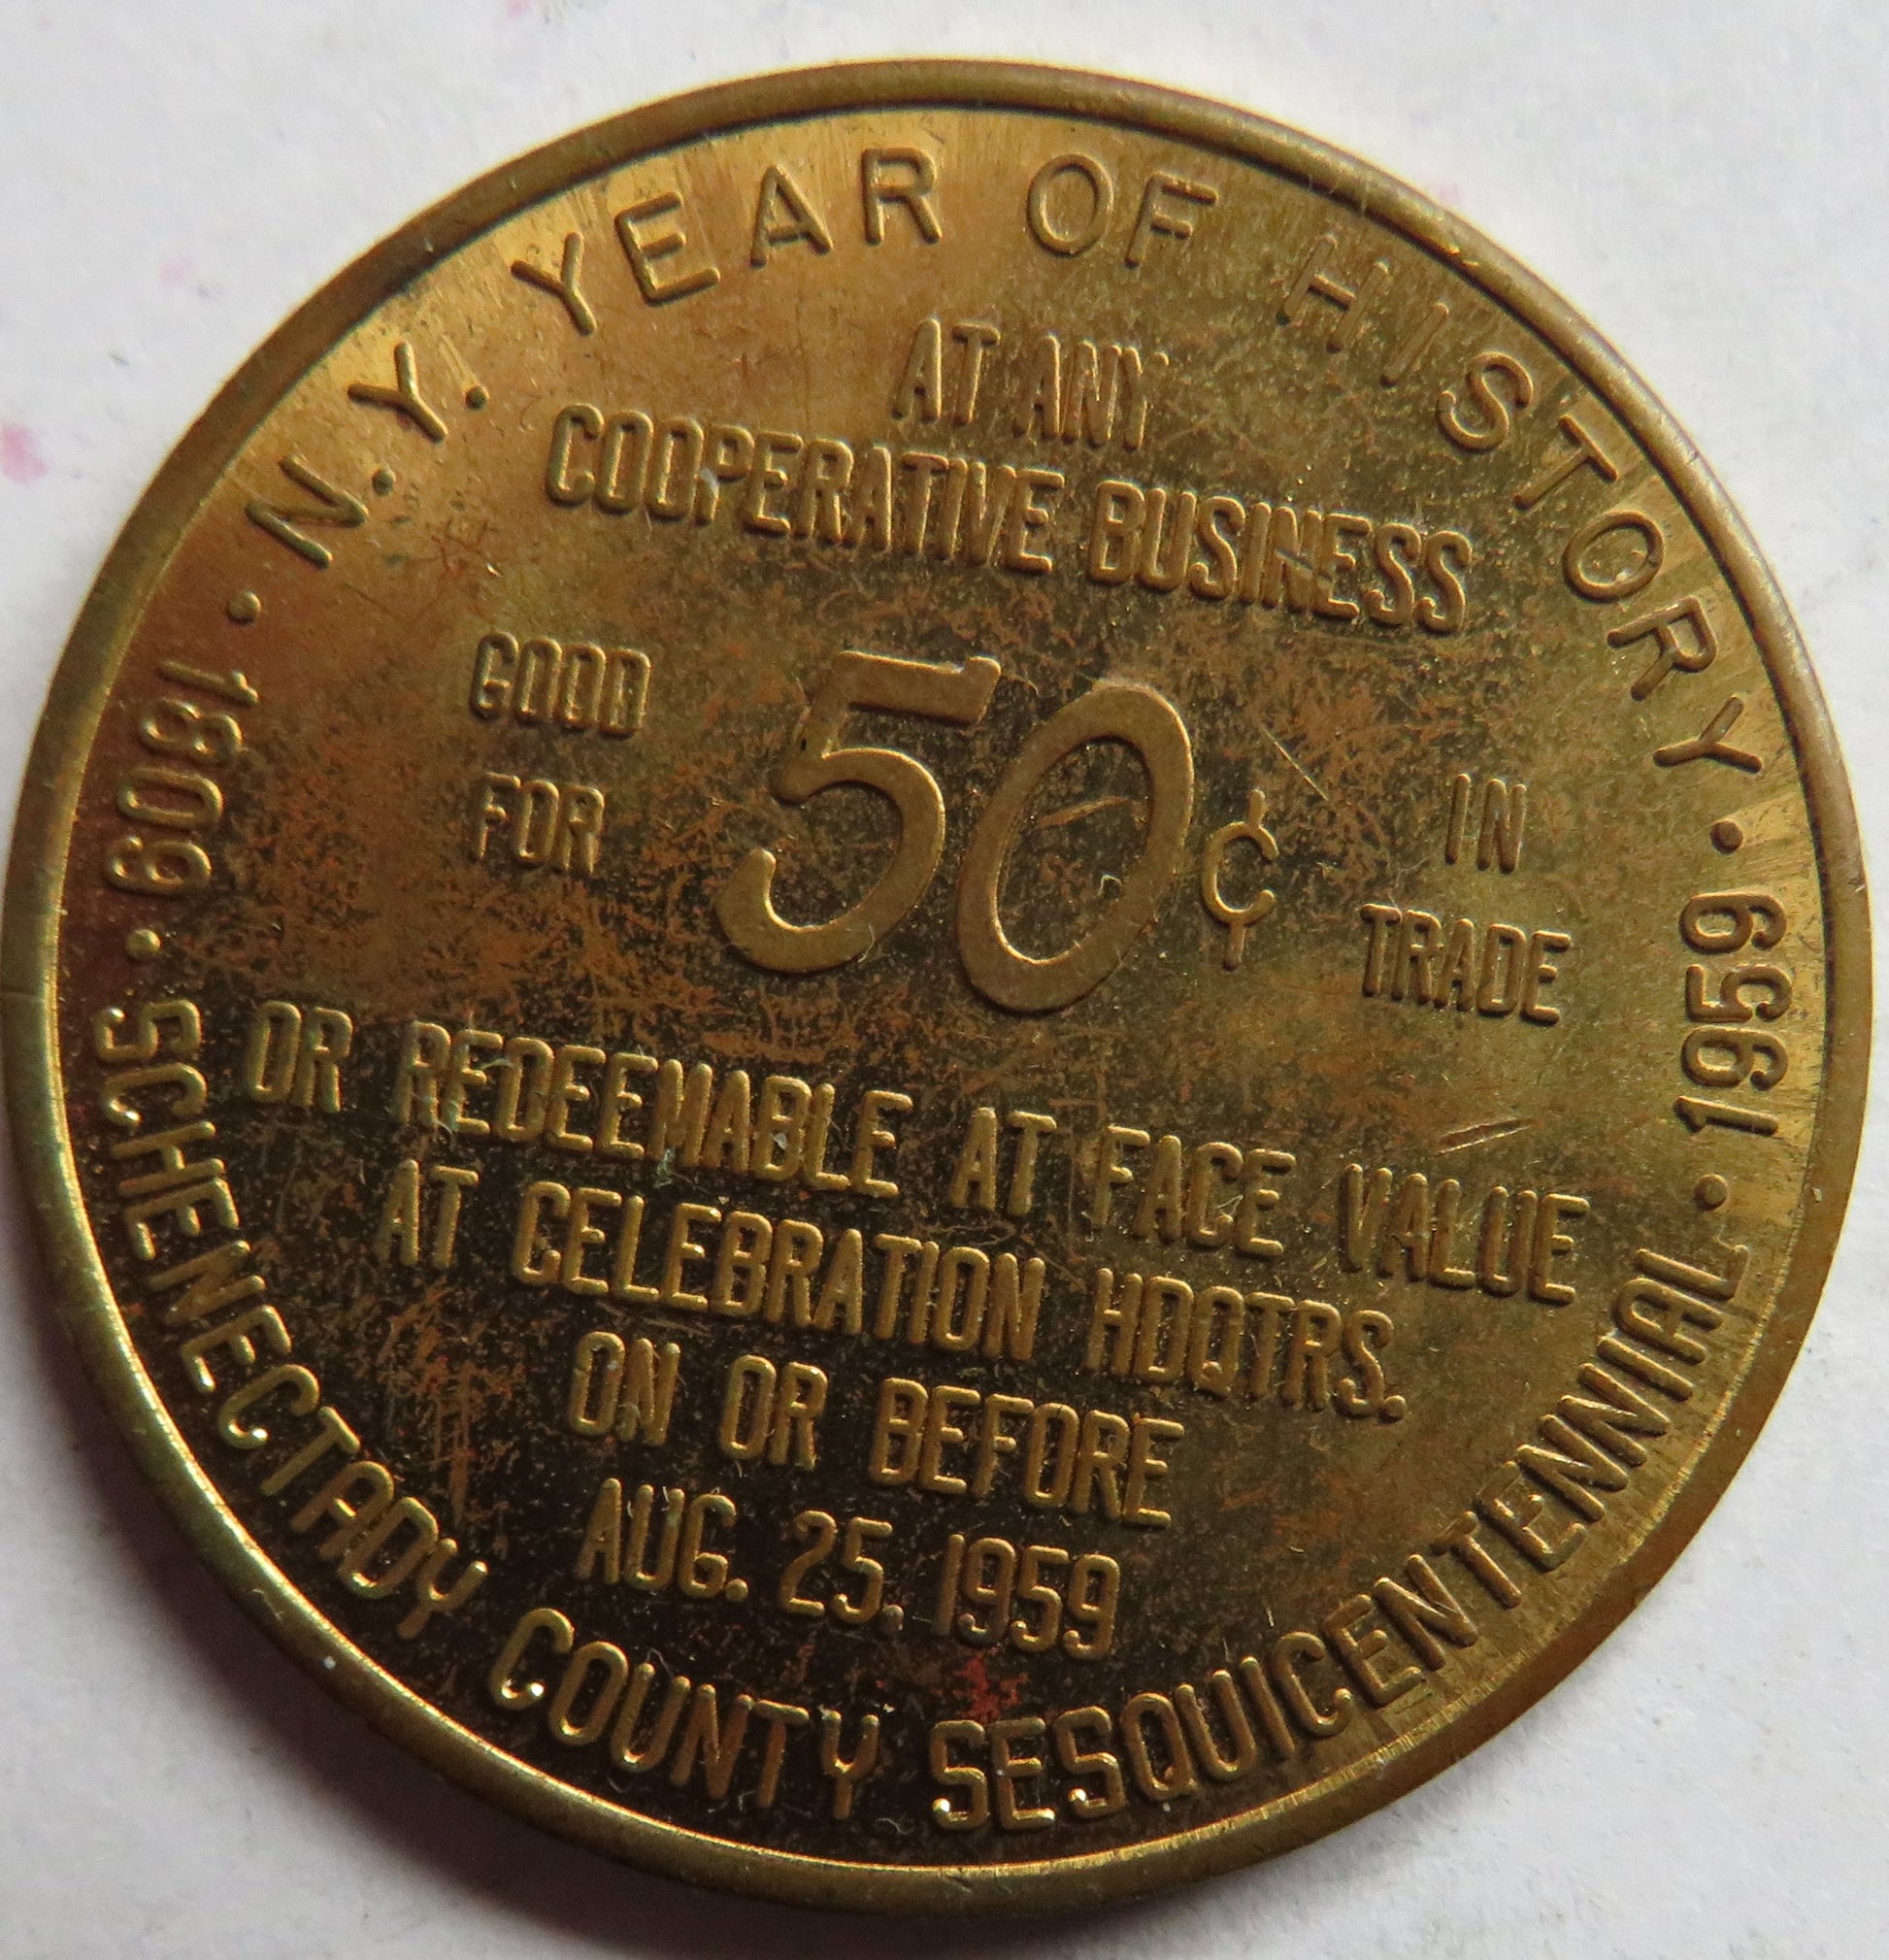 · N.Y. YEAR OF HISTORY ·
AT ANY
COOPERATIVE BUSINESS
GOOD
FOR
50¢
IN
TRADE
OR REDEEMABLE AT FACE VALUE
AT CELEBRATION HDQTRS.
ON OR BEFORE
AUG. 25. 1959
1809 · SCHENECTADY COUNTY SESQUICENTENNIAL · 1959